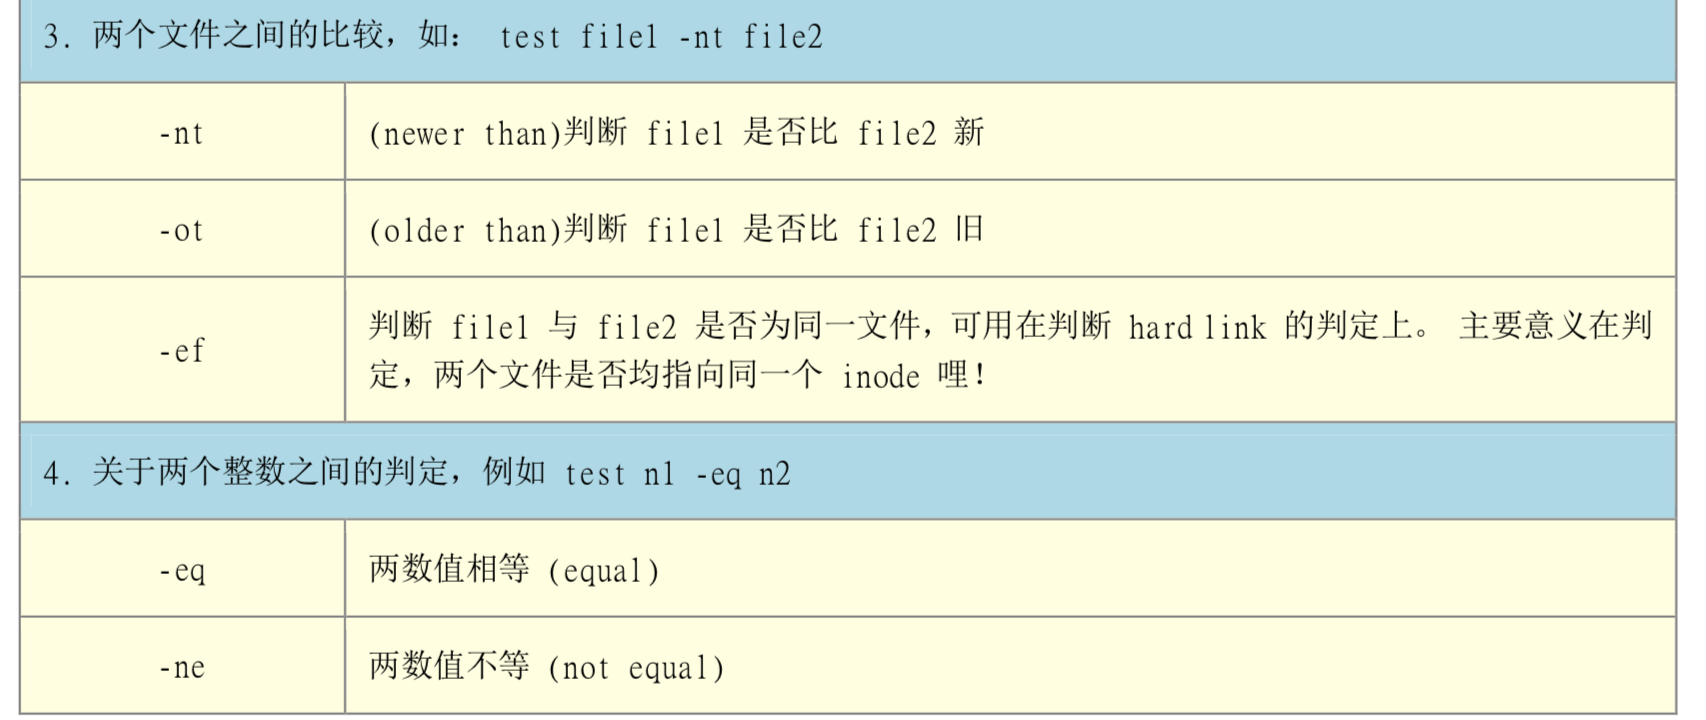 3. 两个文件之间的比较，如： test file1 -nt file2
-nt
(newer than)判断 file1 是否比 file2 新
-ot
(older than)判断 file1 是否比 file2 旧
-ef
判断 file1 与 file2 是否为同一文件，可用在判断 hard link 的判定上。 主要意义在判
定，两个文件是否均指向同一个 inode 哩！
4. 关于两个整数之间的判定，例如 test n1 -eq n2
-eq
两数值相等 (equal)
-ne
两数值不等 (not equal)